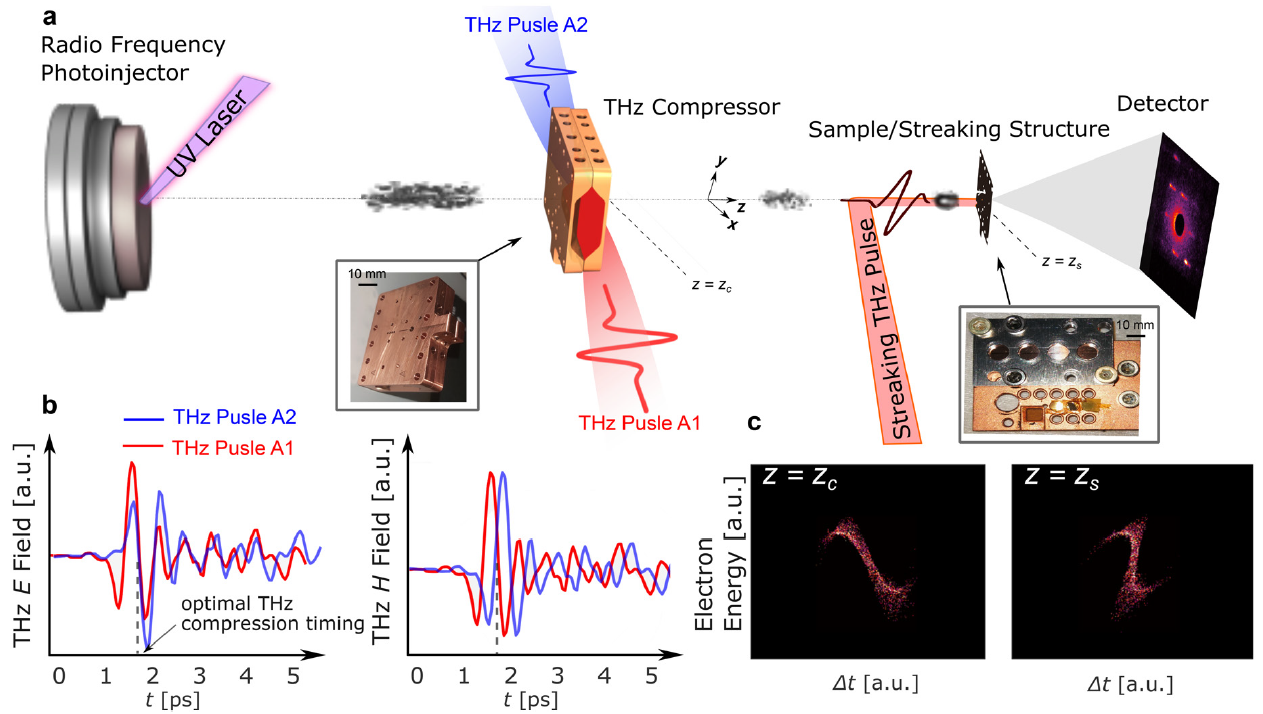 a
Radio Frequency
Photoinjector
UV Laser
THz Pusle A2
THz Compressor
Sample/Streaking Structure
Detector
y
z
x
z = zc
z = zs
10 mm
Streaking THz Pulse
10 mm
THz Pusle A1
b
THz Pusle A2
THz Pusle A1
THz E Field [a.u.]
optimal THz
compression timing
0 1 2 3 4 5
t [ps]
THz H Field [a.u.]
0 1 2 3 4 5
t [ps]
c
Electron
Energy [a.u.]
z = zc
z = zs
Δt [a.u.]
Δt [a.u.]